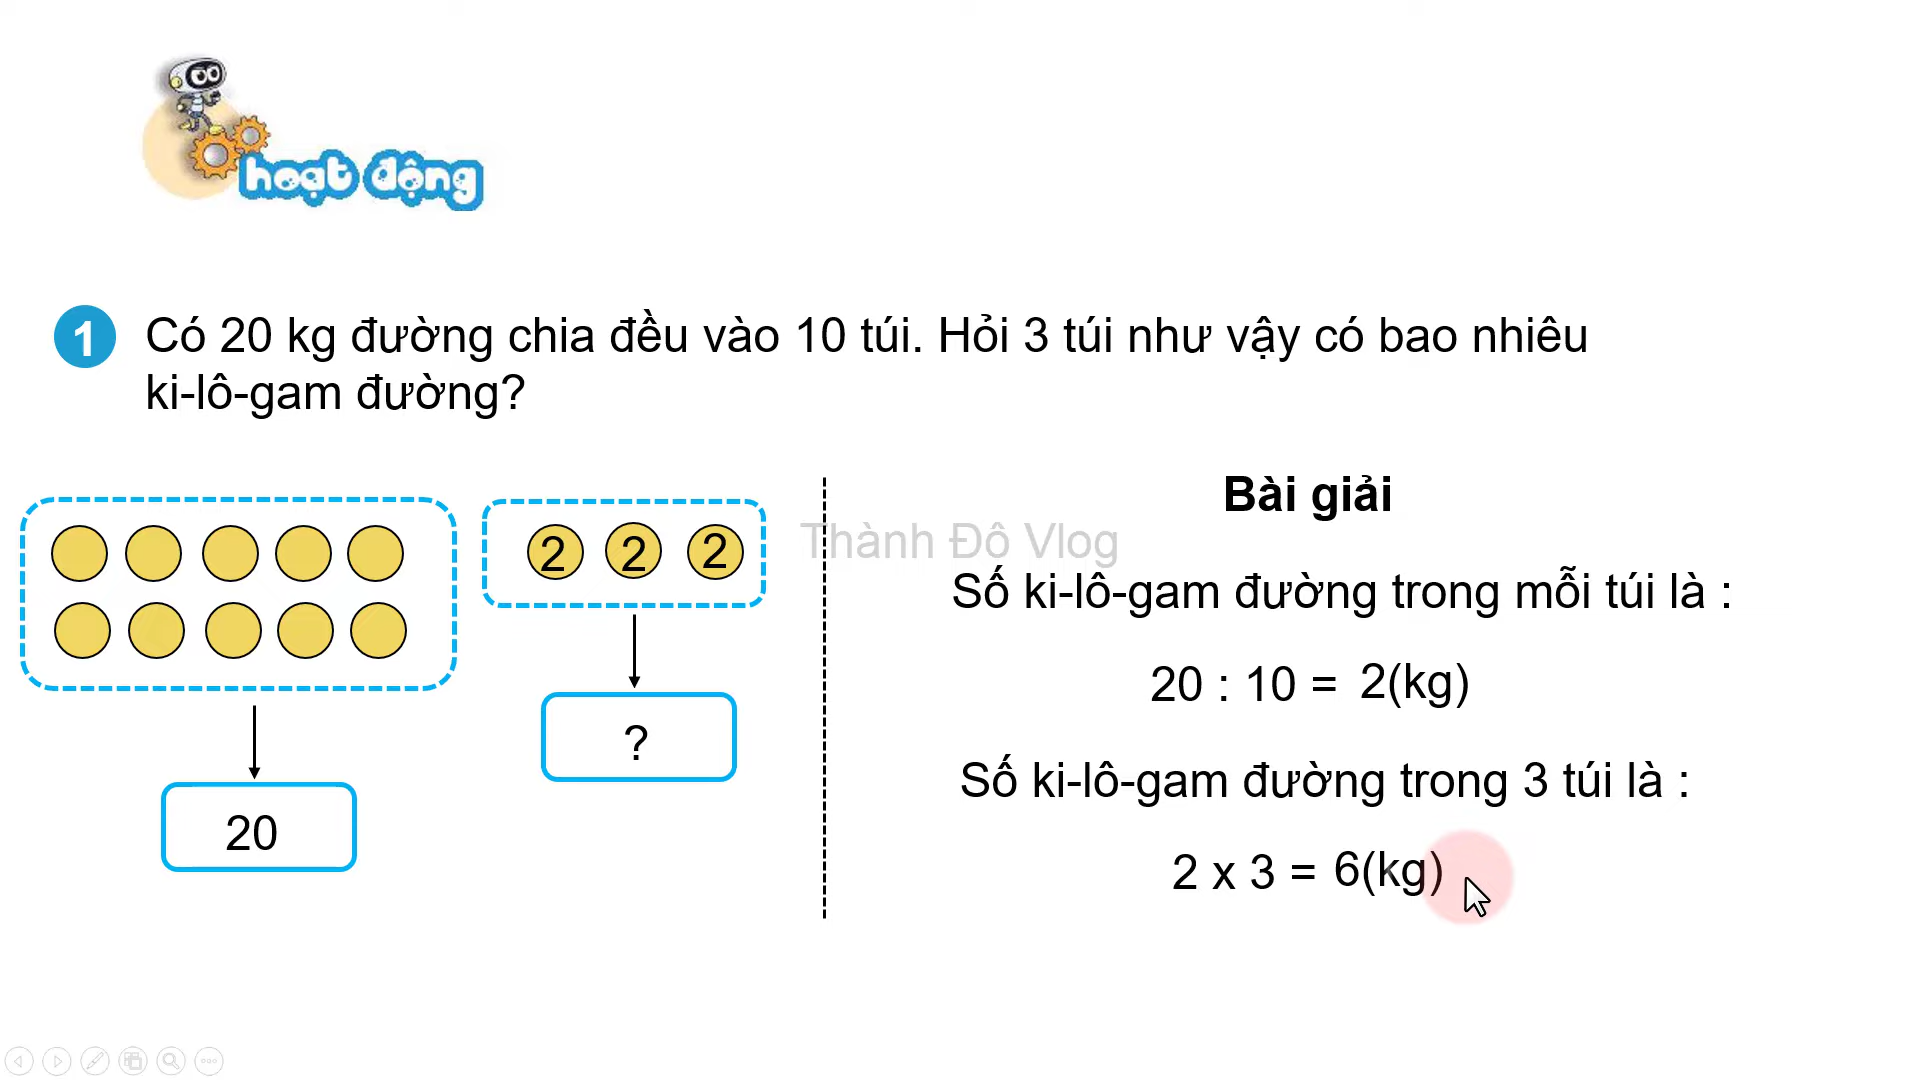 hoạt động
1 Có 20 kg đường chia đều vào 10 túi. Hỏi 3 túi như vậy có bao nhiêu
ki-lô-gam đường?
2 2 2
?
20
Thành Đô Vlog
Bài giải
Số ki-lô-gam đường trong mỗi túi là :
20 : 10 = 2(kg)
Số ki-lô-gam đường trong 3 túi là :
2 x 3 = 6(kg)